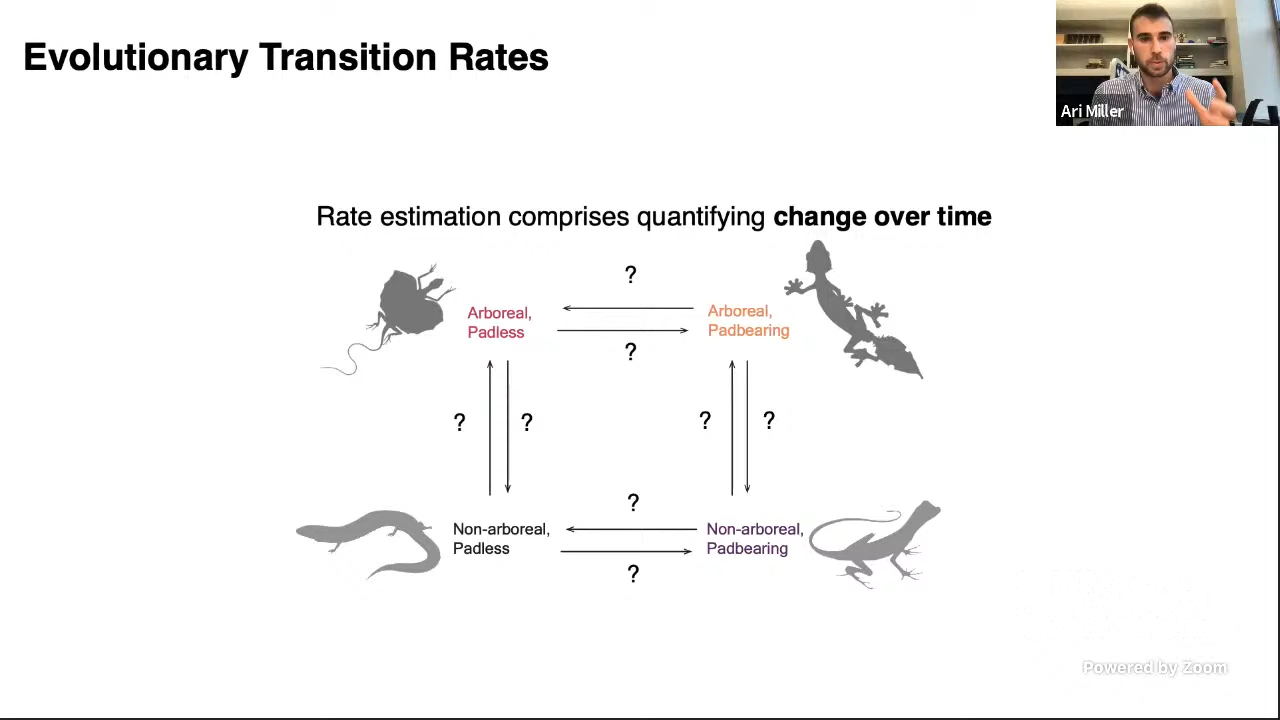 Evolutionary Transition Rates
Ari Miller
Rate estimation comprises quantifying change over time
?
Arboreal,
Padless
Arboreal,
Padbearing
?
?
?
?
?
?
Non-arboreal,
Padless
Non-arboreal,
Padbearing
?
Powered by Zoom